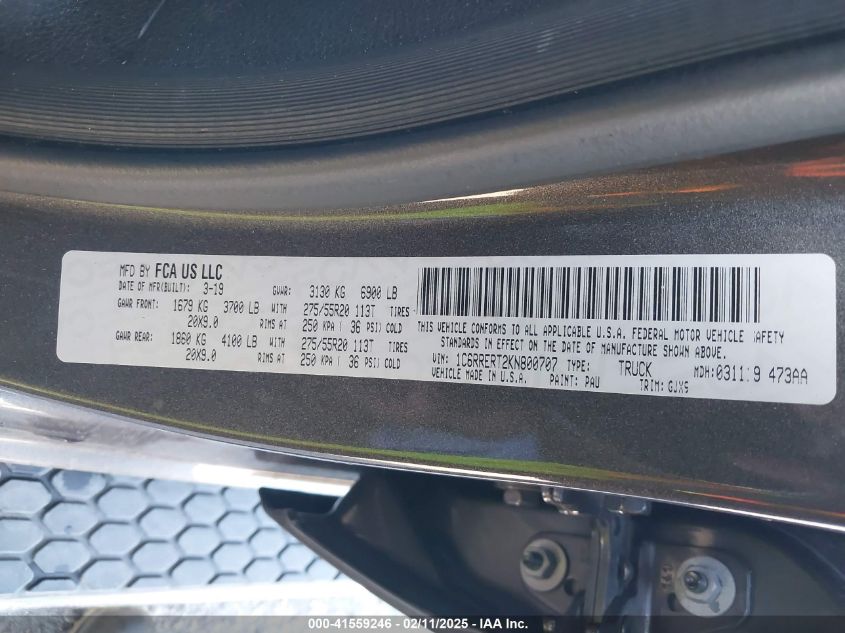 MFD BY FCA US LLC
DATE OF MFR(BUILT): 3-19 GVWR: 3130 KG 6900 LB
GAWR FRONT: 1679 KG 3700 LB WITH 275/55R20 113T TIRES
20X9.0 RIMS AT 250 KPA ( 36 PSI) COLD
GAWR REAR: 1860 KG 4100 LB WITH 275/55R20 113T TIRES
20X9.0 RIMS AT 250 KPA ( 36 PSI) COLD
THIS VEHICLE CONFORMS TO ALL APPLICABLE U.S.A. FEDERAL MOTOR VEHICLE SAFETY
STANDARDS IN EFFECT ON THE DATE OF MANUFACTURE SHOWN ABOVE.
VIN: 1C6RRERT2KN800707 TYPE: TRUCK MDH: 031119 473AA
VEHICLE MADE IN U.S.A. PAINT: PAU TRIM: GJX5
000-41559246 - 02/11/2025 - IAA Inc.